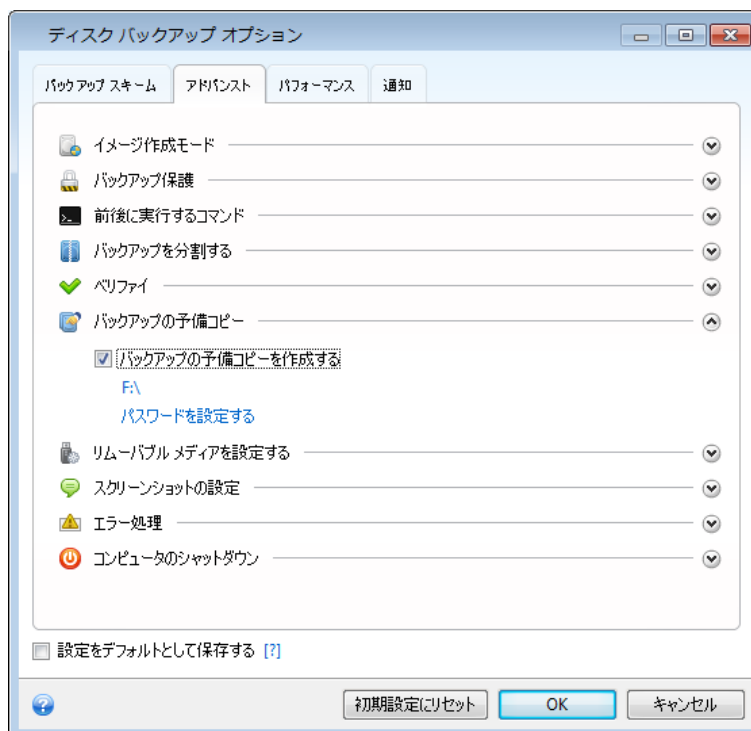 ディスク バックアップ オプション
バックアップ スキーム アドバンスト パフォーマンス 通知
イメージ作成モード
バックアップ保護
前後に実行するコマンド
バックアップを分割する
ベリファイ
バックアップの予備コピー
バックアップの予備コピーを作成する
F:\
パスワードを設定する
リムーバブル メディアを設定する
スクリーンショットの設定
エラー処理
コンピュータのシャットダウン
設定をデフォルトとして保存する [?]
初期設定にリセット OK キャンセル